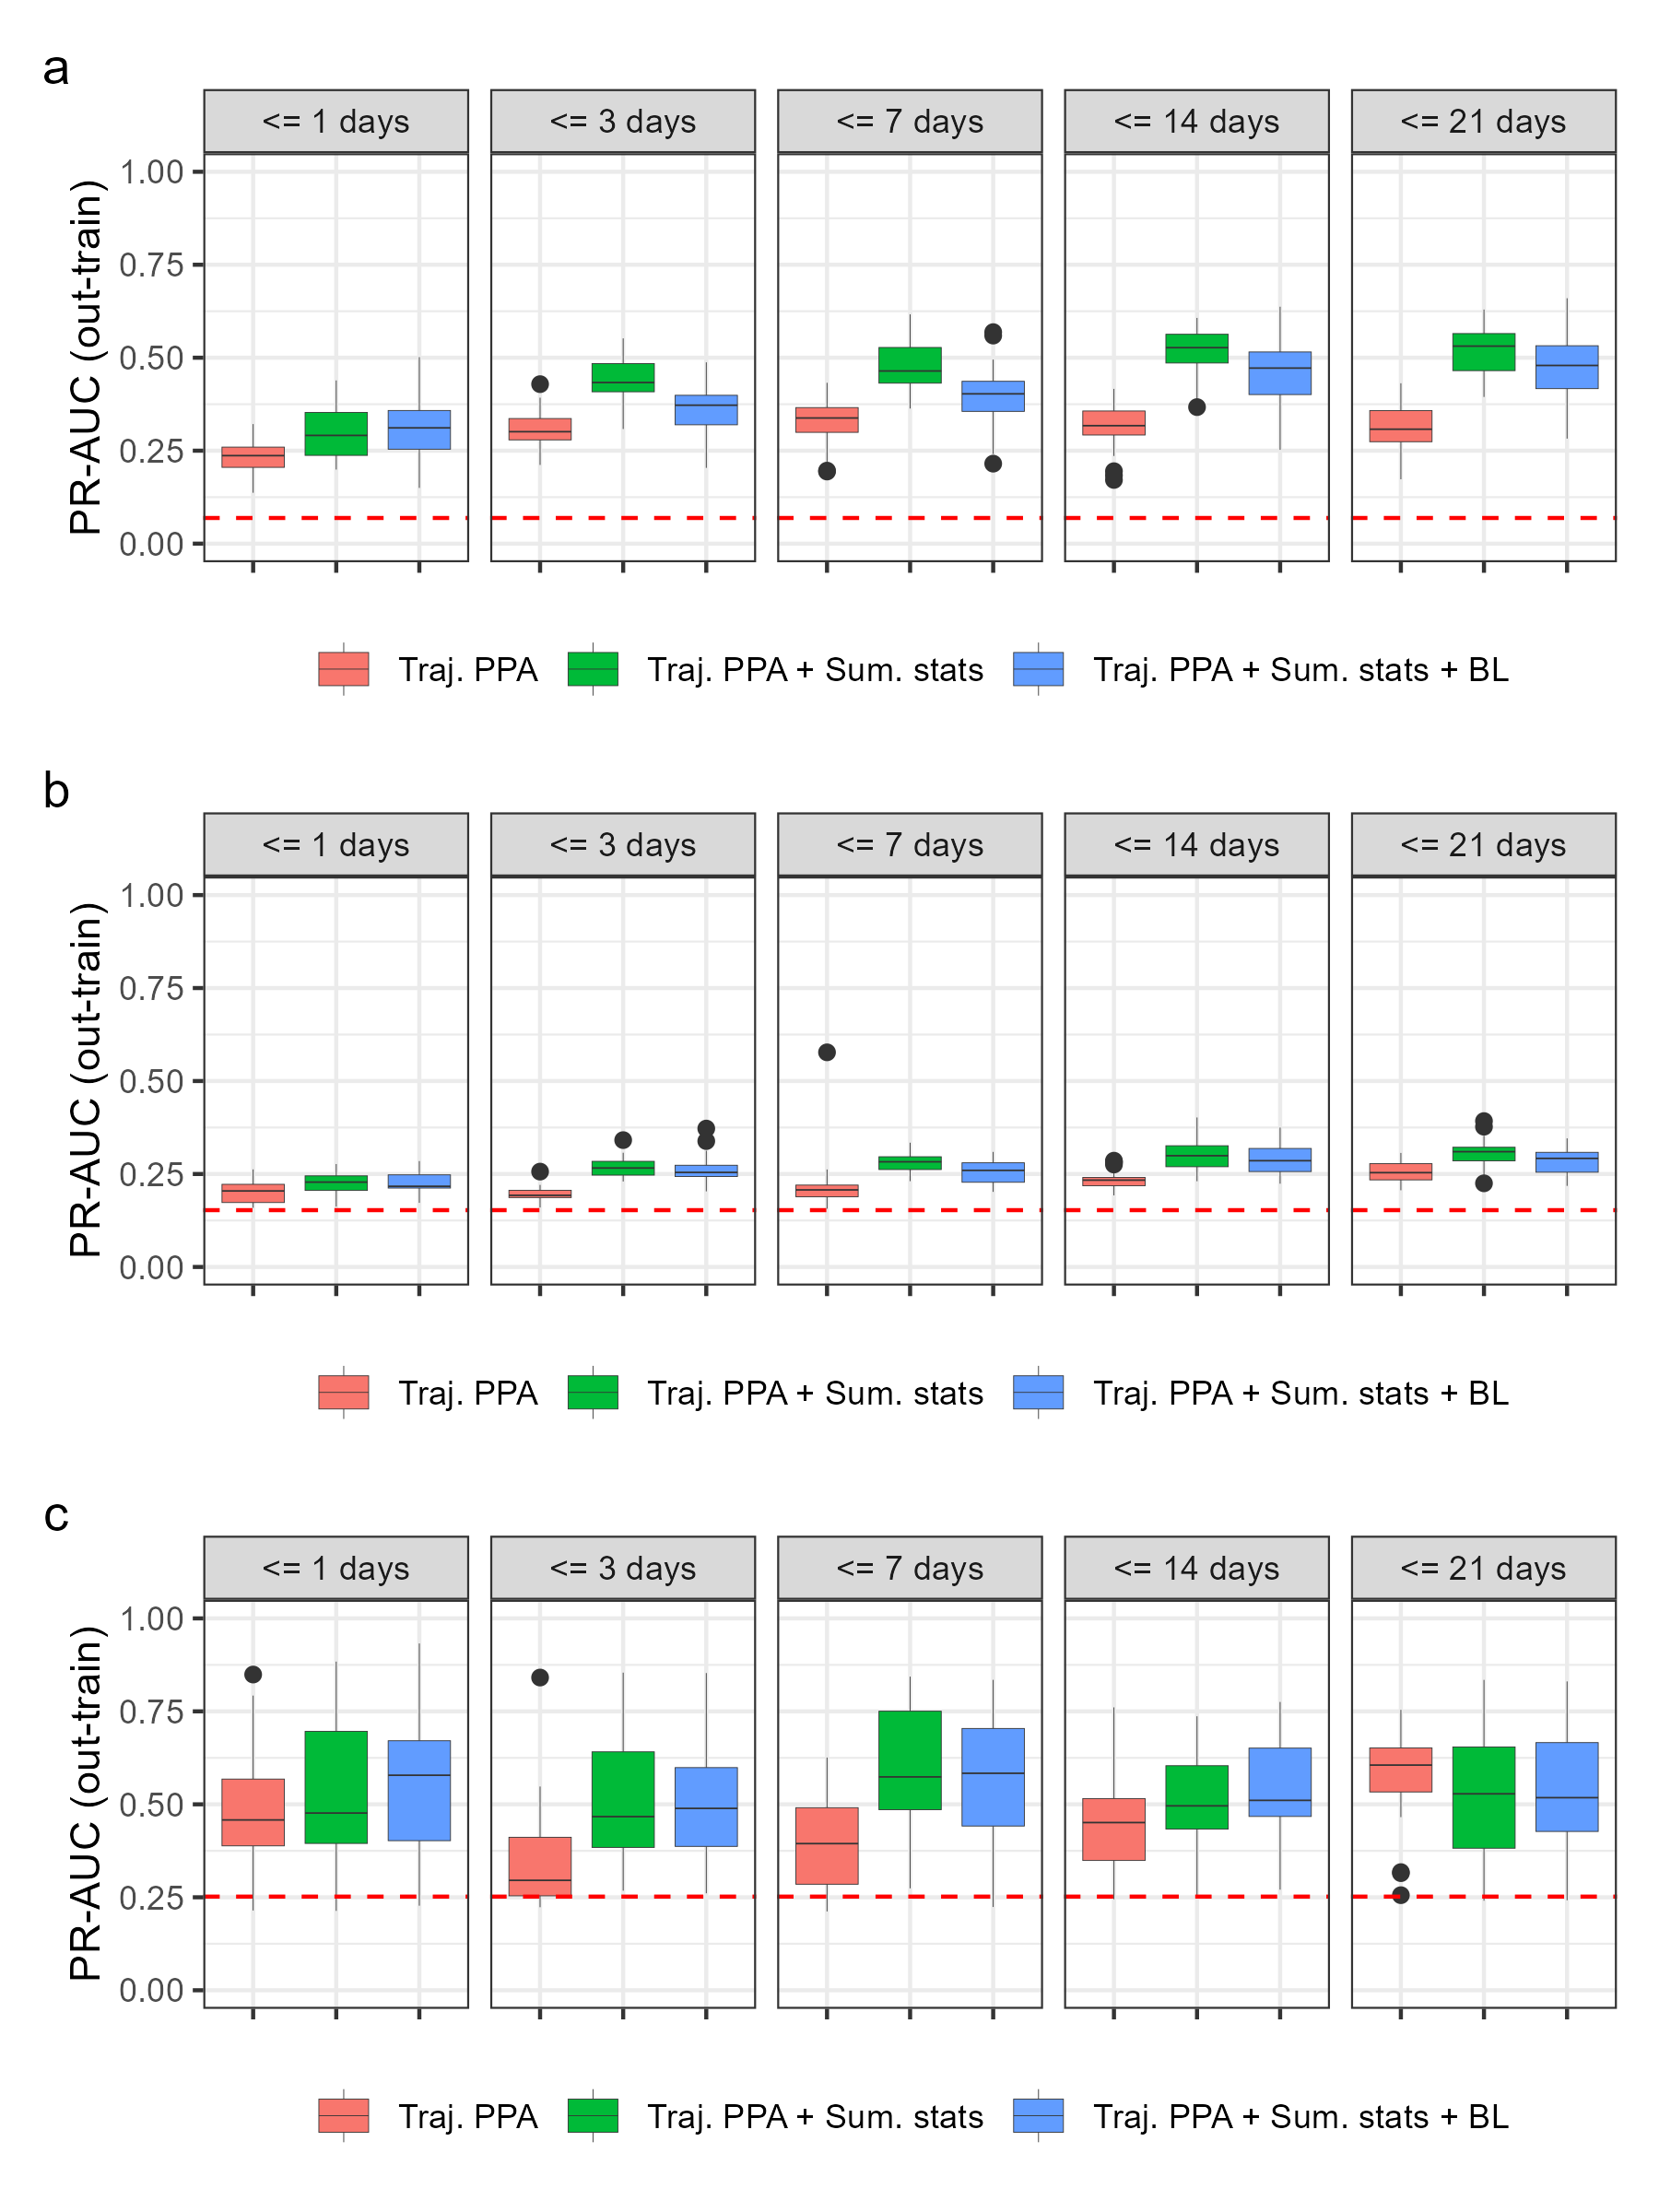 a
<= 1 days <= 3 days <= 7 days <= 14 days <= 21 days
PR-AUC (out-train)
1.00
0.75
0.50
0.25
0.00
Traj. PPA Traj. PPA + Sum. stats Traj. PPA + Sum. stats + BL
b
<= 1 days <= 3 days <= 7 days <= 14 days <= 21 days
PR-AUC (out-train)
1.00
0.75
0.50
0.25
0.00
Traj. PPA Traj. PPA + Sum. stats Traj. PPA + Sum. stats + BL
c
<= 1 days <= 3 days <= 7 days <= 14 days <= 21 days
PR-AUC (out-train)
1.00
0.75
0.50
0.25
0.00
Traj. PPA Traj. PPA + Sum. stats Traj. PPA + Sum. stats + BL